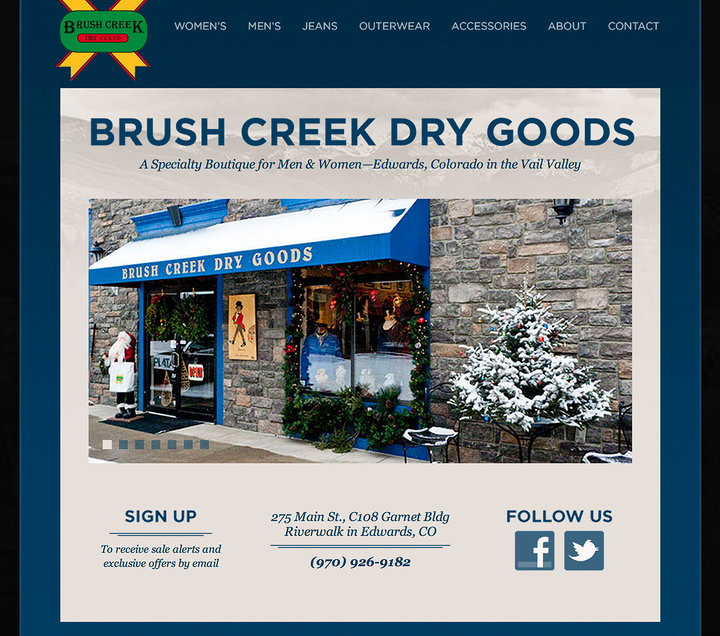 BRUSH CREEK
DRY GOODS
WOMEN'S MEN'S JEANS OUTERWEAR ACCESSORIES ABOUT CONTACT
BRUSH CREEK DRY GOODS
A Specialty Boutique for Men & Women—Edwards, Colorado in the Vail Valley
BRUSH CREEK DRY GOODS
OPEN
SIGN UP
To receive sale alerts and
exclusive offers by email
275 Main St., C108 Garnet Bldg
Riverwalk in Edwards, CO
(970) 926-9182
FOLLOW US
f